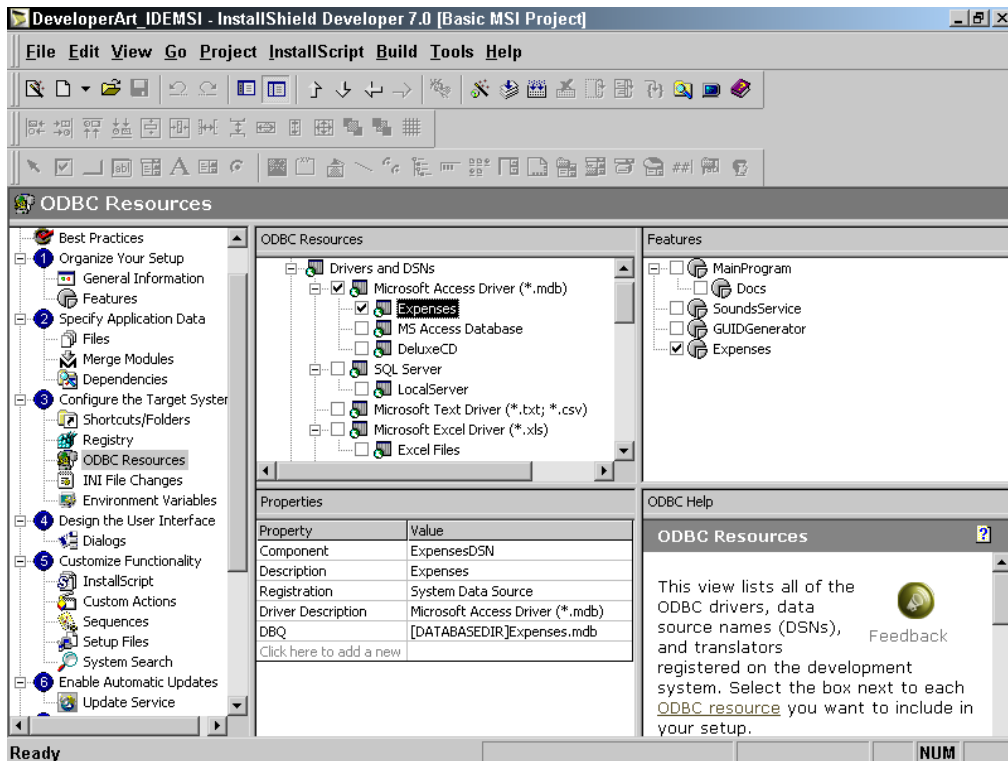 DeveloperArt_IDEMSI - InstallShield Developer 7.0 [Basic MSI Project]
File Edit View Go Project InstallScript Build Tools Help
ODBC Resources
Best Practices
1 Organize Your Setup
General Information
Features
2 Specify Application Data
Files
Merge Modules
Dependencies
3 Configure the Target System
Shortcuts/Folders
Registry
ODBC Resources
INI File Changes
Environment Variables
4 Design the User Interface
Dialogs
5 Customize Functionality
InstallScript
Custom Actions
Sequences
Setup Files
System Search
6 Enable Automatic Updates
Update Service
ODBC Resources
Drivers and DSNs
Microsoft Access Driver (*.mdb)
Expenses
MS Access Database
DeluxeCD
SQL Server
LocalServer
Microsoft Text Driver (*.txt; *.csv)
Microsoft Excel Driver (*.xls)
Excel Files
Features
MainProgram
Docs
SoundsService
GUIDGenerator
Expenses
Properties
Property Value
Component ExpensesDSN
Description Expenses
Registration System Data Source
Driver Description Microsoft Access Driver (*.mdb)
DBQ [DATABASEDIR]Expenses.mdb
Click here to add a new
ODBC Help
ODBC Resources
This view lists all of the
ODBC drivers, data
source names (DSNs),
and translators
registered on the development
system. Select the box next to each
ODBC resource you want to include in
your setup.
Feedback
Ready
NUM